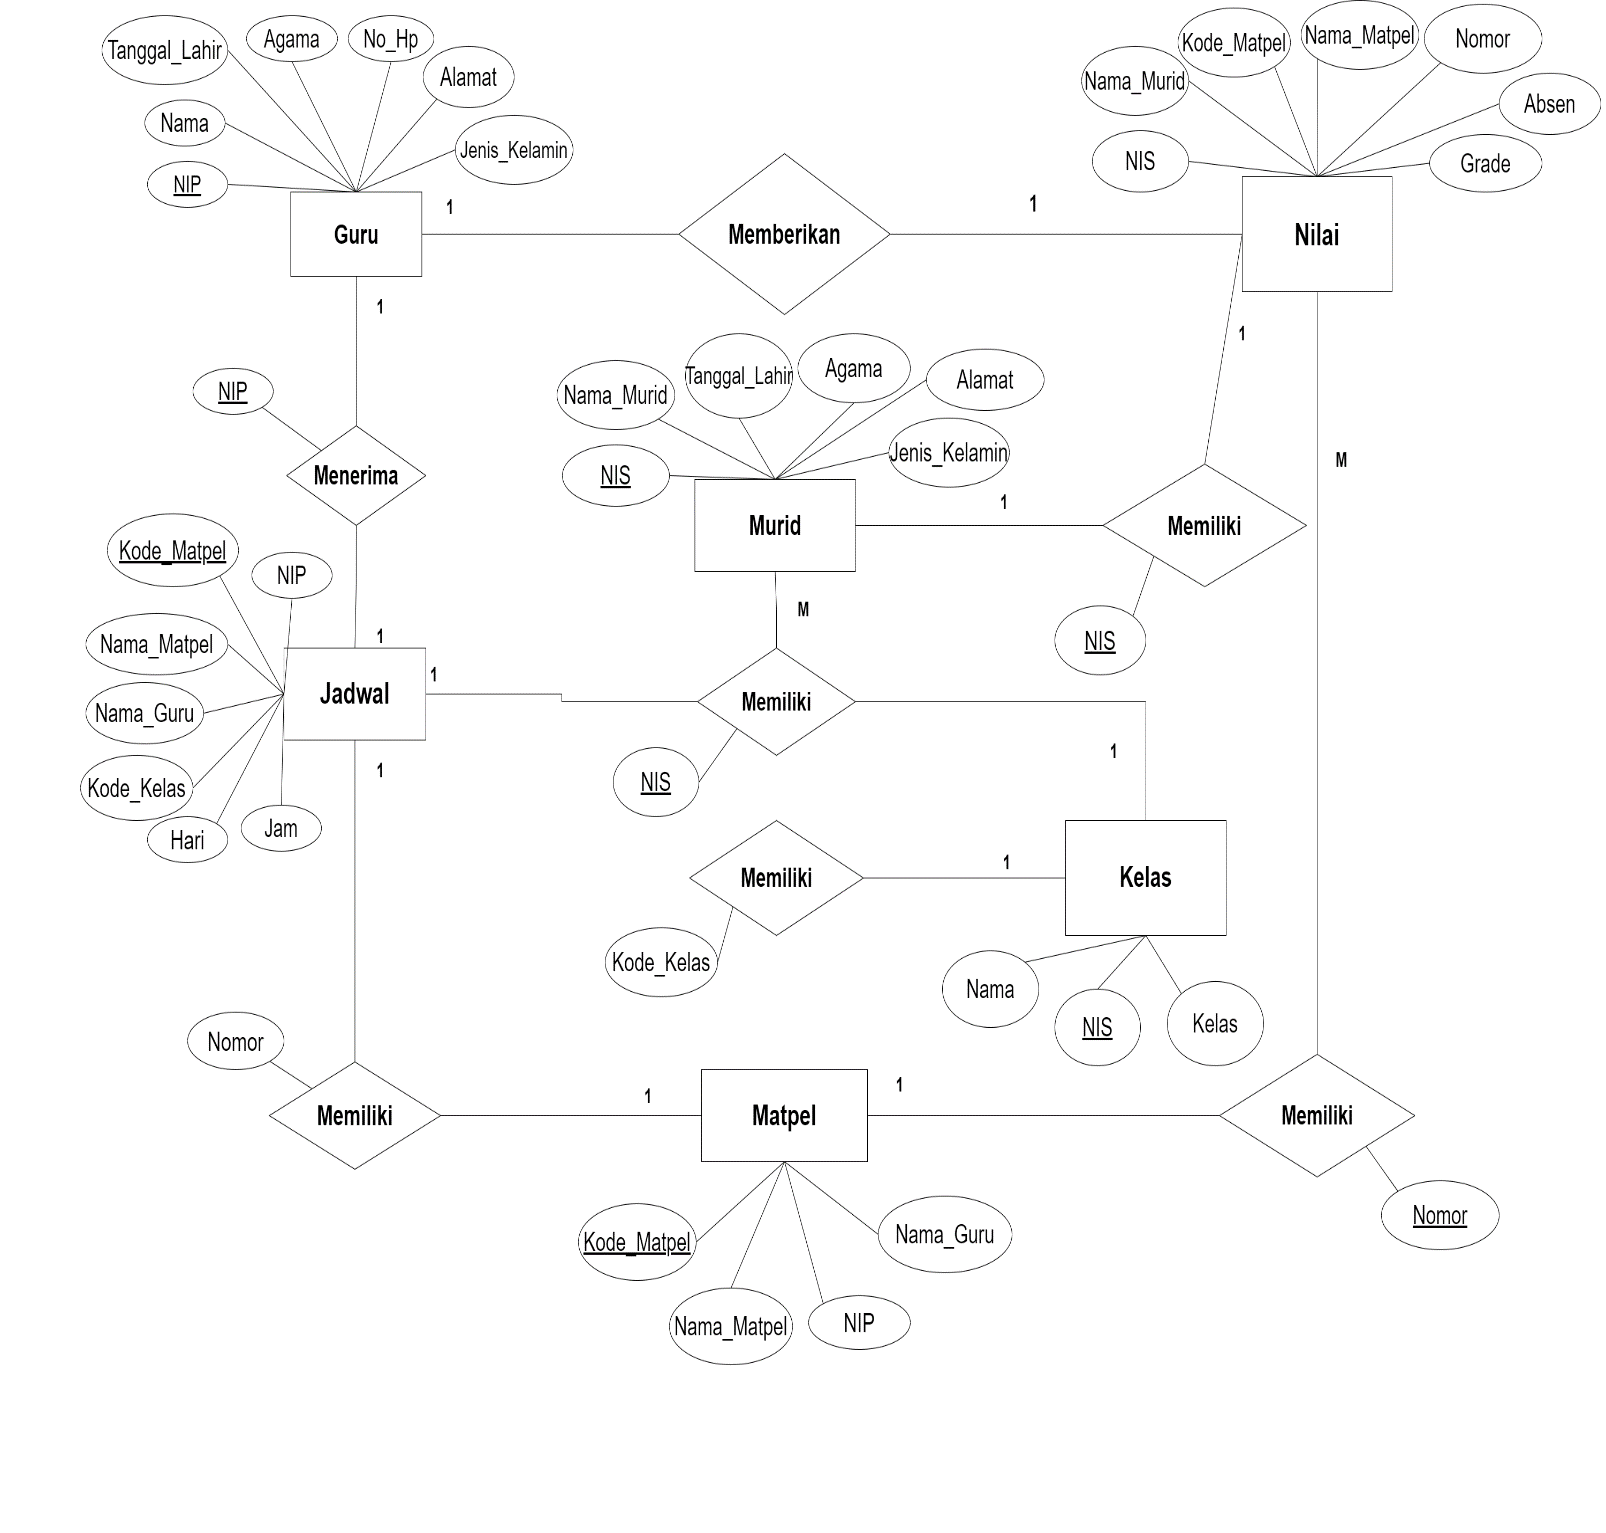 Tanggal_Lahir
Agama
No_Hp
Alamat
Nama
Jenis_Kelamin
NIP
Guru
1
Memberikan
1
Kode_Matpel
Nama_Matpel
Nomor
Nama_Murid
Absen
NIS
Grade
Nilai
1
1
M
NIP
Menerima
Nama_Murid
Tanggal_Lahir
Agama
Alamat
Jenis_Kelamin
NIS
Murid
1
Memiliki
NIS
M
Kode_Matpel
NIP
Nama_Matpel
1
Jadwal
1
Nama_Guru
Kode_Kelas
Hari
Jam
1
Memiliki
NIS
1
Memiliki
1
Kelas
Kode_Kelas
Nama
NIS
Kelas
Nomor
Memiliki
1
Matpel
1
Memiliki
Nomor
Kode_Matpel
Nama_Matpel
NIP
Nama_Guru